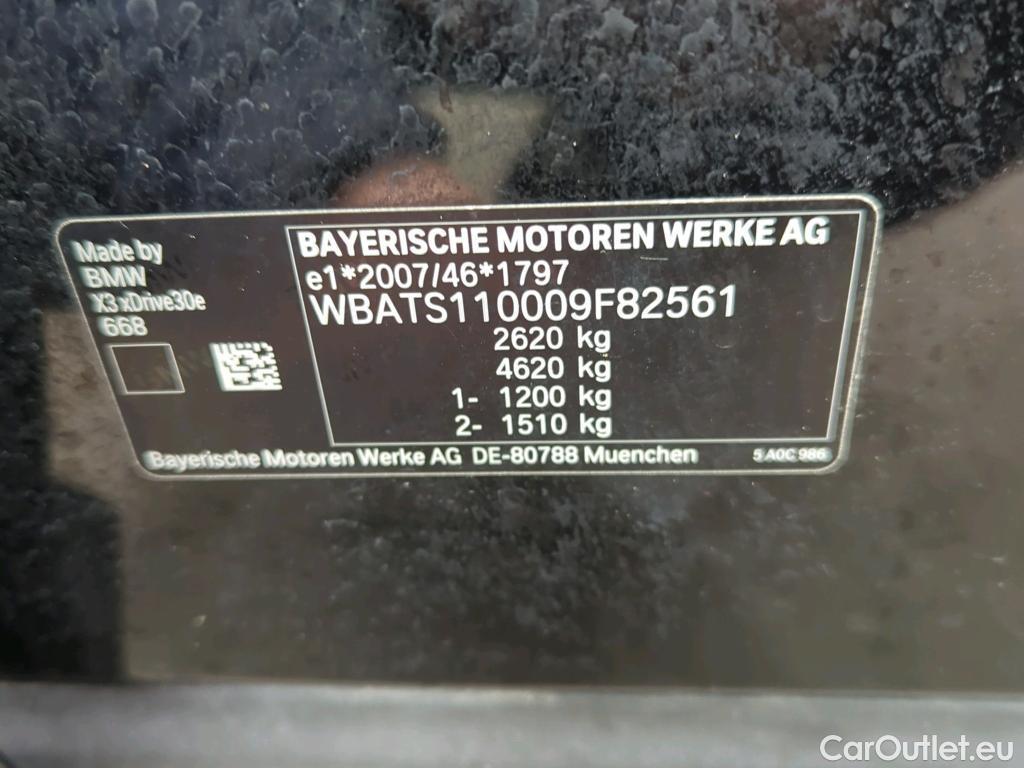 Made by
BMW
X3 xDrive30e
668
BAYERISCHE MOTOREN WERKE AG
e1*2007/46*1797
WBATS110009F82561
2620 kg
4620 kg
1- 1200 kg
2- 1510 kg
Bayerische Motoren Werke AG DE-80788 Muenchen
5 A0C 986
CarOutlet.eu